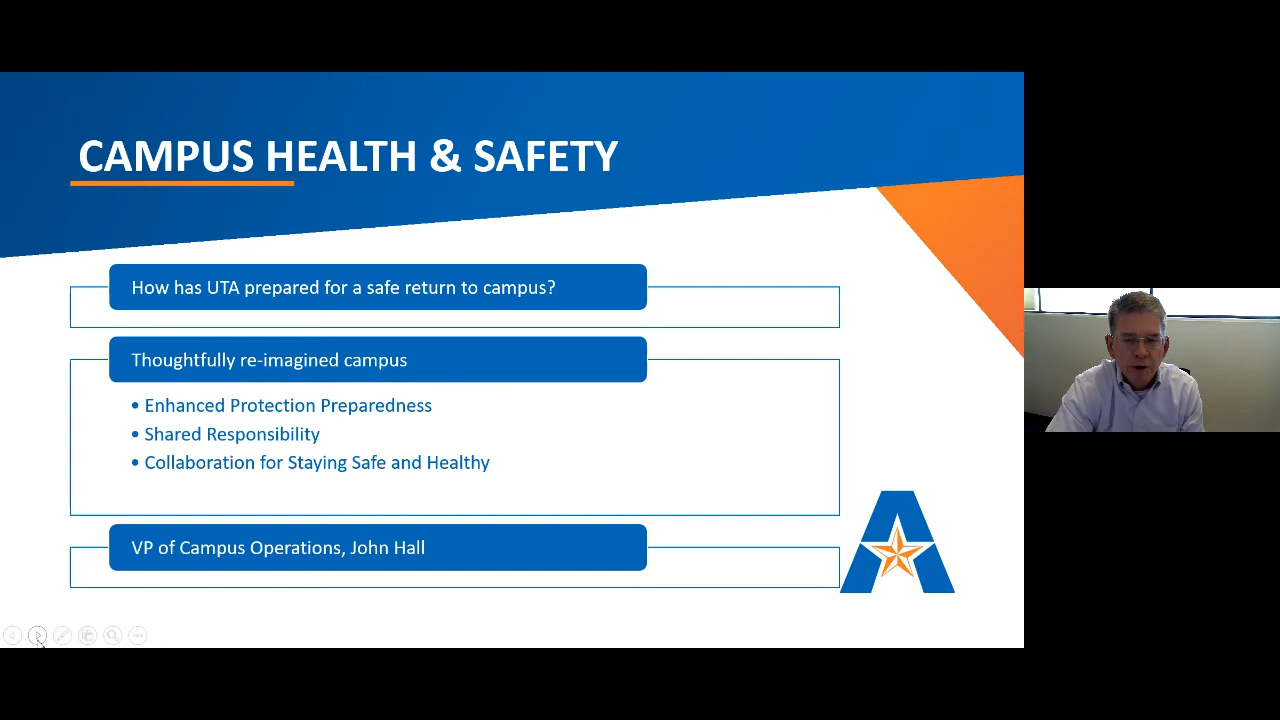 CAMPUS HEALTH & SAFETY
How has UTA prepared for a safe return to campus?
Thoughtfully re-imagined campus
• Enhanced Protection Preparedness
• Shared Responsibility
• Collaboration for Staying Safe and Healthy
VP of Campus Operations, John Hall
A